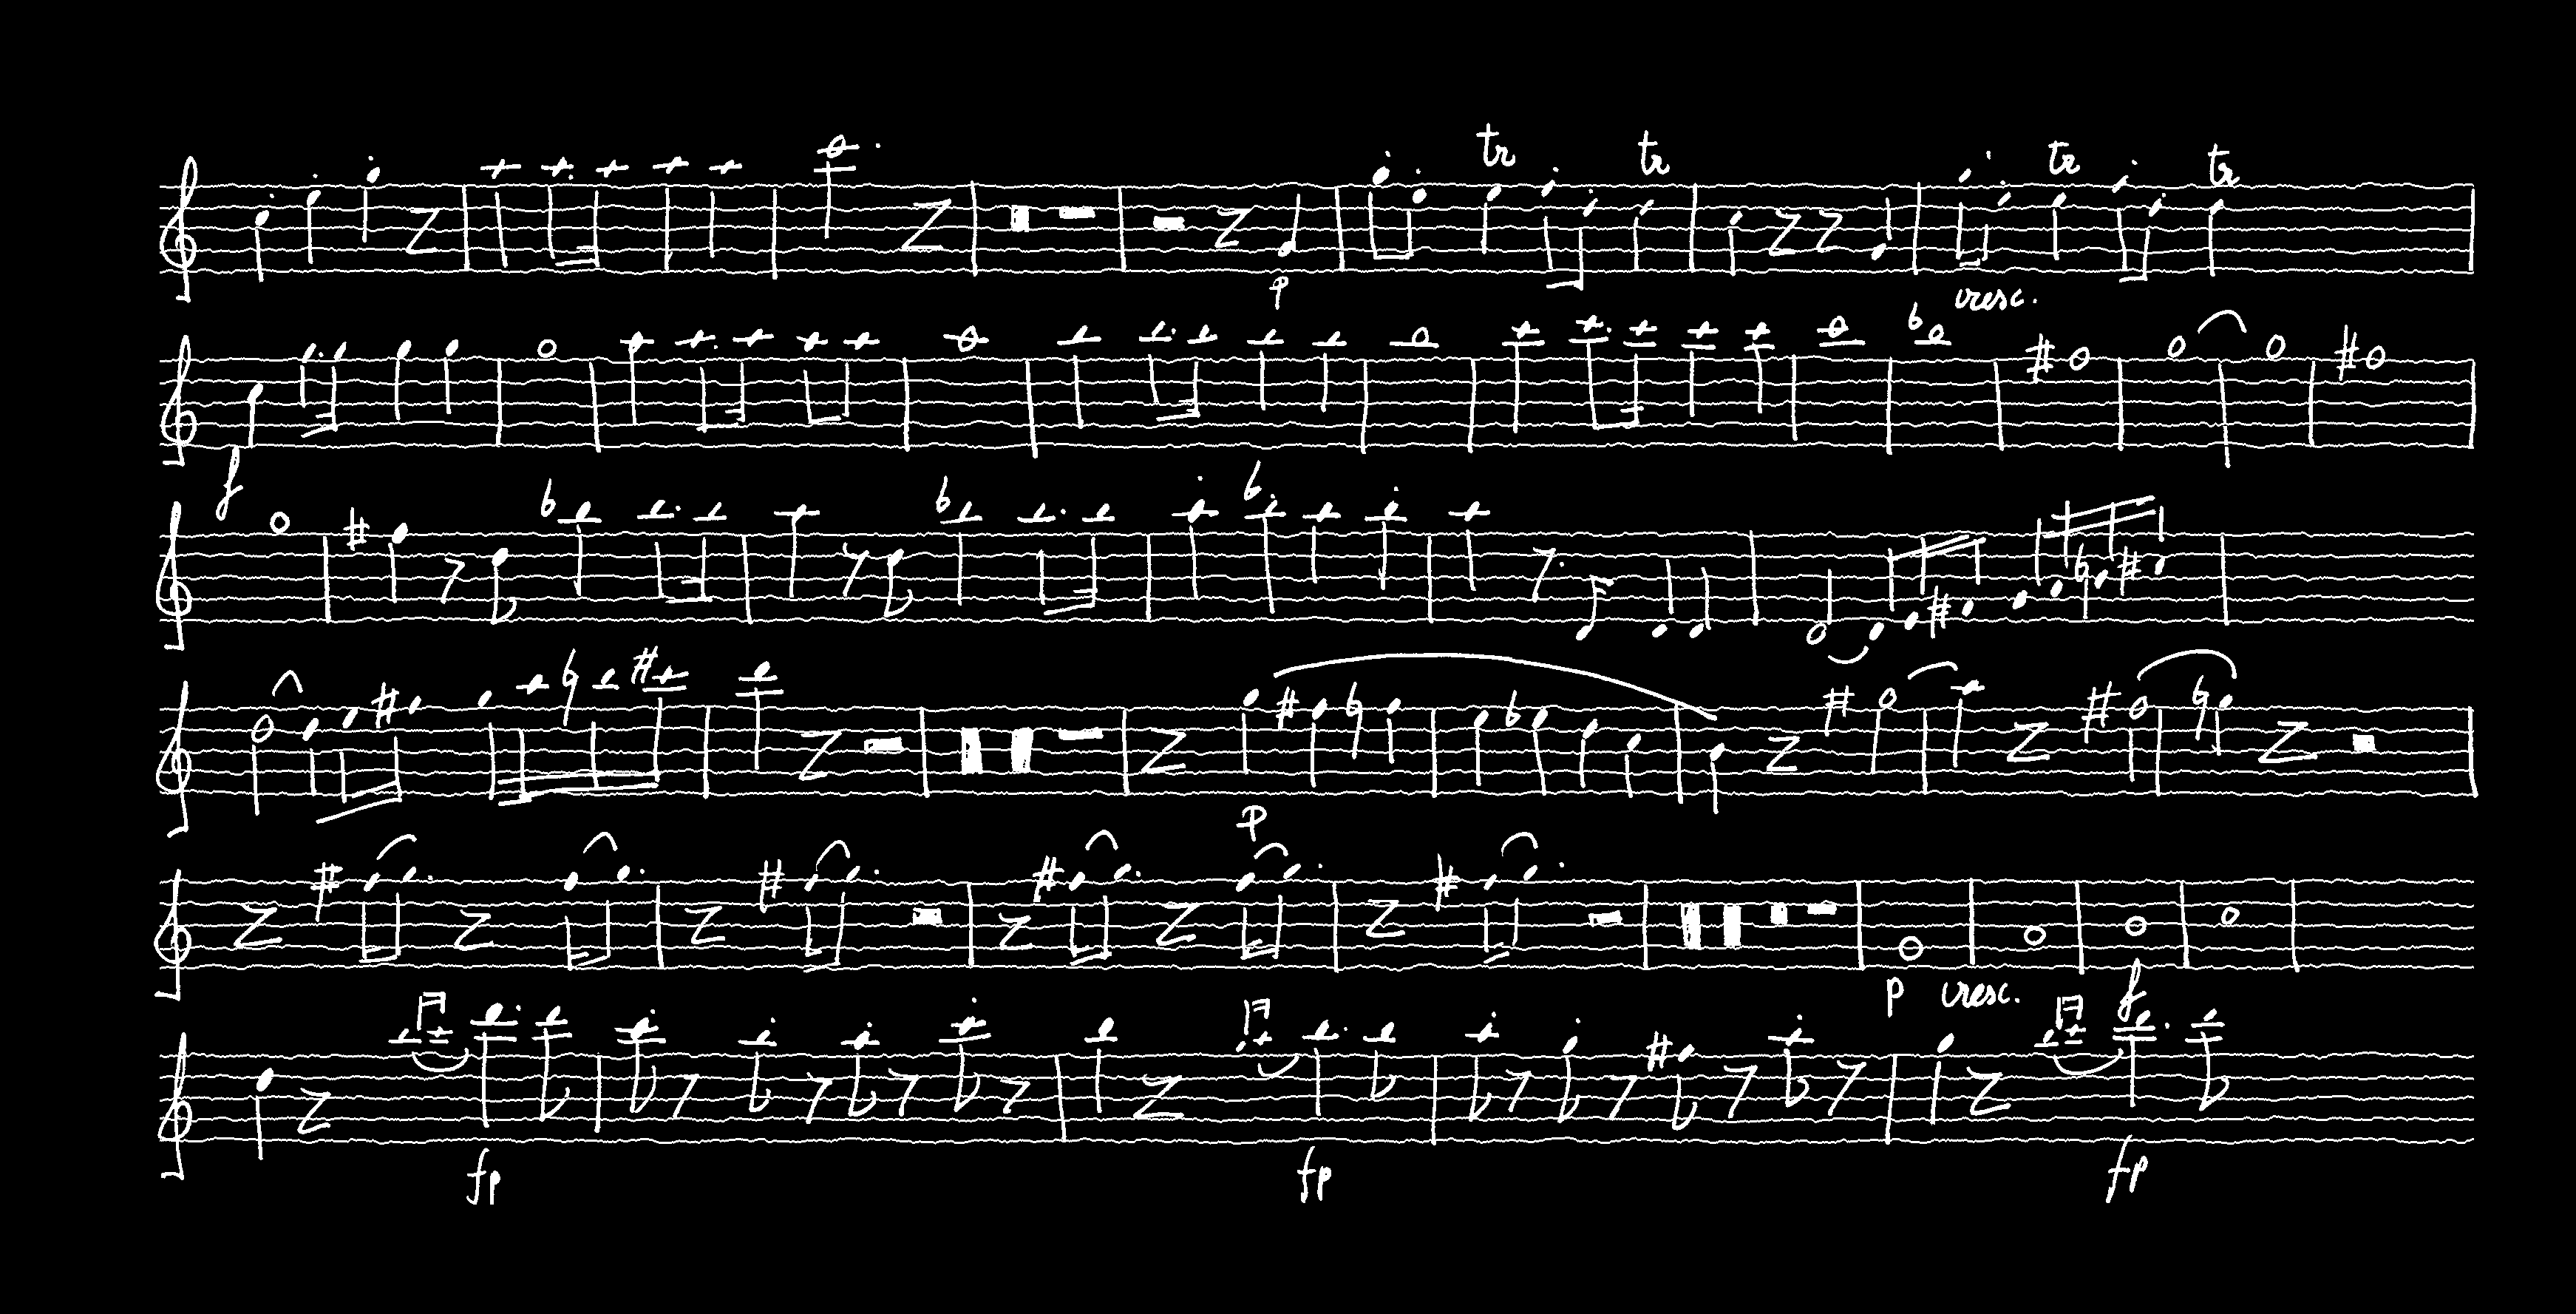 tr tr tr tr
p cresc.
f
p
p cresc. f
fp fp fp